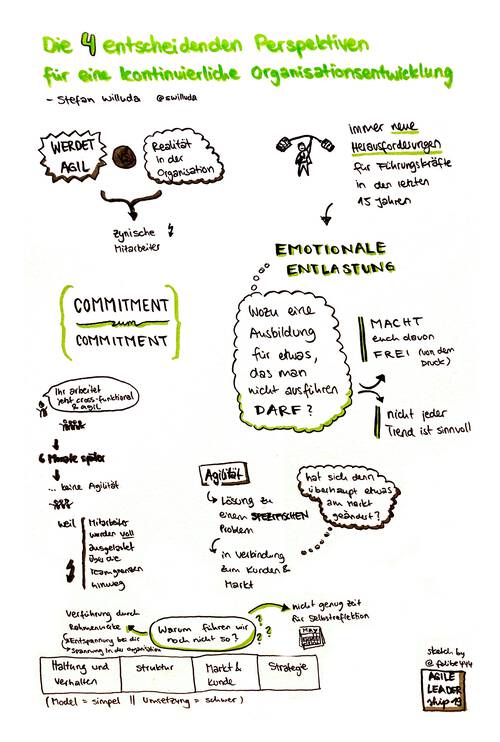 Die 4 entscheidenden Perspektiven
für eine kontinuierliche Organisationsentwicklung
- Stefan Willuda @swilluda
WERDET
AGIL
Realität
in der
Organisation
Zynische
Mitarbeiter
Immer neue
Herausforderungen
für Führungskräfte
in den letzten
15 Jahren
EMOTIONALE
ENTLASTUNG
COMMITMENT
zum
COMMITMENT
Wozu eine
Ausbildung
für etwas,
das man
nicht ausführen
DARF?
MACHT
euch davon
FREI (von dem
Druck)
nicht jeder
Trend ist sinnvoll
Ihr arbeitet
jetzt cross-functional
& agil
6 Monate später
... keine Agilität
weil
Mitarbeiter
werden voll
ausgelastet
über die
Teamgrenzen
hinweg
Agilität
Lösung zu
einem SPEZIFISCHEN
Problem
in Verbindung
zum Kunden &
Markt
hat sich denn
überhaupt etwas
am Markt
geändert?
Verführung durch
Rahmenwerke
Entspannung bei dir
Spannung in der Organisation
Warum führen wir
noch nicht so?
? ? ? ?
nicht genug Zeit
für Selbstreflektion
MAY
Haltung und
Verhalten
Struktur
Markt &
Kunde
Strategie
(Model = simpel || Umsetzung = schwer)
sketch by
AGILE
LEADER
ship 19